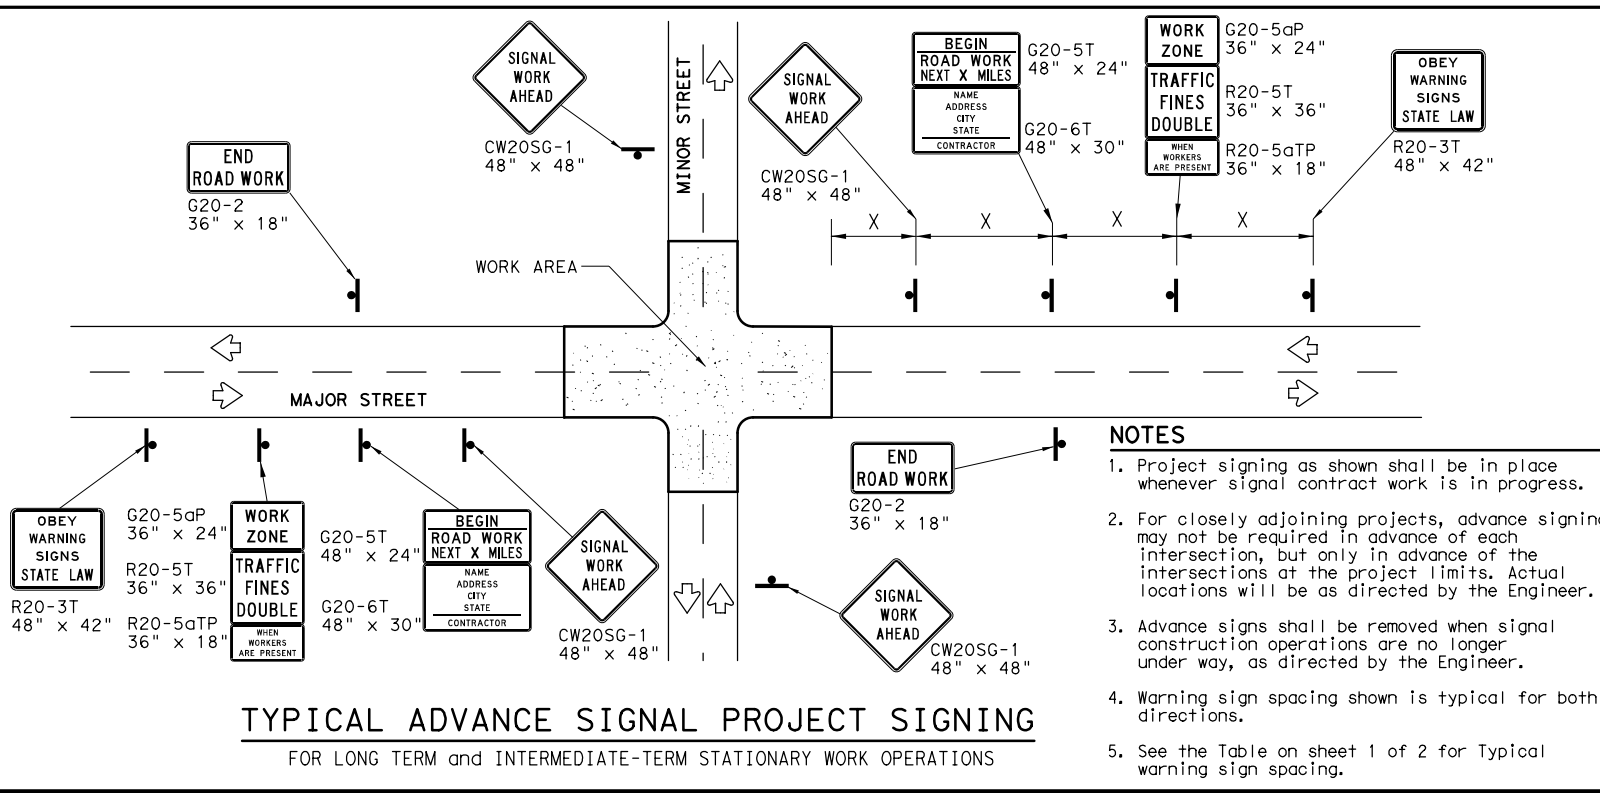 SIGNAL
WORK
AHEAD
CW20SG-1
48" x 48"
END
ROAD WORK
G20-2
36" x 18"
MINOR STREET
SIGNAL
WORK
AHEAD
CW20SG-1
48" x 48"
BEGIN
ROAD WORK
NEXT X MILES
NAME
ADDRESS
CITY
STATE
CONTRACTOR
G20-5T
48" x 24"
G20-6T
48" x 30"
WORK
ZONE
TRAFFIC
FINES
DOUBLE
WHEN
WORKERS
ARE PRESENT
G20-5aP
36" x 24"
R20-5T
36" x 36"
R20-5aTP
36" x 18"
OBEY
WARNING
SIGNS
STATE LAW
R20-3T
48" x 42"
X
X
X
X
WORK AREA
MAJOR STREET
OBEY
WARNING
SIGNS
STATE LAW
R20-3T
48" x 42"
G20-5aP
36" x 24"
R20-5T
36" x 36"
R20-5aTP
36" x 18"
WORK
ZONE
TRAFFIC
FINES
DOUBLE
WHEN
WORKERS
ARE PRESENT
G20-5T
48" x 24"
G20-6T
48" x 30"
BEGIN
ROAD WORK
NEXT X MILES
NAME
ADDRESS
CITY
STATE
CONTRACTOR
SIGNAL
WORK
AHEAD
CW20SG-1
48" x 48"
END
ROAD WORK
G20-2
36" x 18"
SIGNAL
WORK
AHEAD
CW20SG-1
48" x 48"
TYPICAL ADVANCE SIGNAL PROJECT SIGNING
FOR LONG TERM and INTERMEDIATE-TERM STATIONARY WORK OPERATIONS
NOTES
1. Project signing as shown shall be in place
whenever signal contract work is in progress.
2. For closely adjoining projects, advance signing
may not be required in advance of each
intersection, but only in advance of the
intersections at the project limits. Actual
locations will be as directed by the Engineer.
3. Advance signs shall be removed when signal
construction operations are no longer
under way, as directed by the Engineer.
4. Warning sign spacing shown is typical for both
directions.
5. See the Table on sheet 1 of 2 for Typical
warning sign spacing.